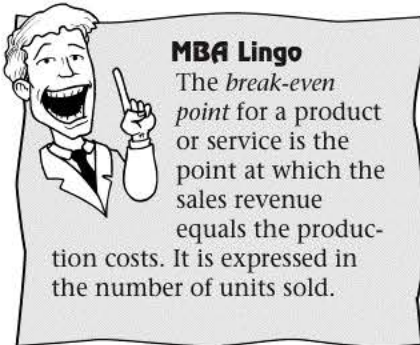 MBA Lingo
The break-even
point for a product
or service is the
point at which the
sales revenue
equals the produc-
tion costs. It is expressed in
the number of units sold.